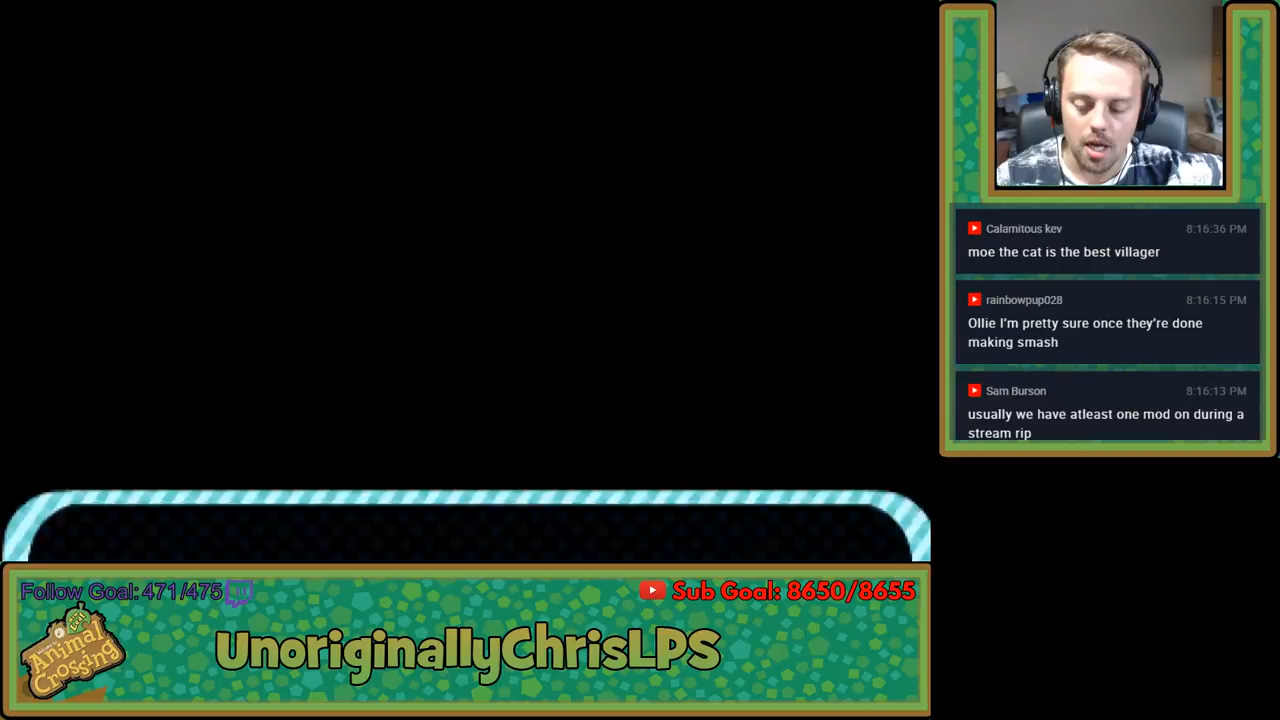 Calamitous kev 8:16:36 PM
moe the cat is the best villager
rainbowpup028 8:16:15 PM
Ollie I’m pretty sure once they’re done
making smash
Sam Burson 8:16:13 PM
usually we have atleast one mod on during a
stream rip
Follow Goal: 471/475
Sub Goal: 8650/8655
Animal
Crossing
UnoriginallyChrisLPS